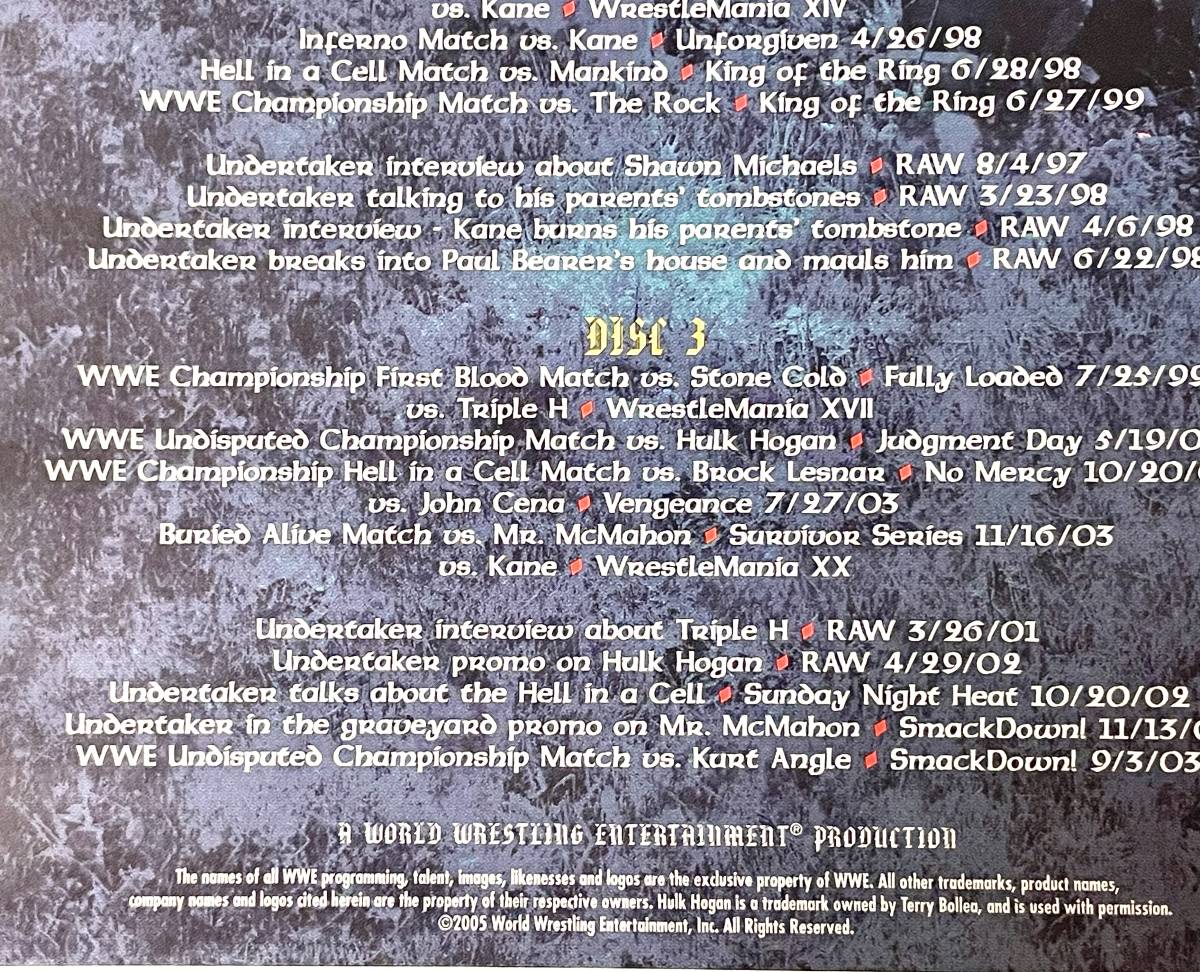 vs. Kane ♦ WrestleMania XIV
Inferno Match vs. Kane ♦ Unforgiven 4/26/98
Hell in a Cell Match vs. Mankind ♦ King of the Ring 6/28/98
WWE Championship Match vs. The Rock ♦ King of the Ring 6/27/99
Undertaker interview about Shawn Michaels ♦ RAW 8/4/97
Undertaker talking to his parents' tombstones ♦ RAW 3/23/98
Undertaker interview - Kane burns his parents' tombstone ♦ RAW 4/6/98
Undertaker breaks into Paul Bearer's house and mauls him ♦ RAW 6/22/98
DISC 3
WWE Championship First Blood Match vs. Stone Cold ♦ Fully Loaded 7/25/99
vs. Triple H ♦ WrestleMania XVII
WWE Undisputed Championship Match vs. Hulk Hogan ♦ Judgment Day 5/19/0
WWE Championship Hell in a Cell Match vs. Brock Lesnar ♦ No Mercy 10/20/
vs. John Cena ♦ Vengeance 7/27/03
Buried Alive Match vs. Mr. McMahon ♦ Survivor Series 11/16/03
vs. Kane ♦ WrestleMania XX
Undertaker interview about Triple H ♦ RAW 3/26/01
Undertaker promo on Hulk Hogan ♦ RAW 4/29/02
Undertaker talks about the Hell in a Cell ♦ Sunday Night Heat 10/20/02
Undertaker in the graveyard promo on Mr. McMahon ♦ SmackDown! 11/13/0
WWE Undisputed Championship Match vs. Kurt Angle ♦ SmackDown! 9/3/03
A WORLD WRESTLING ENTERTAINMENT® PRODUCTION
The names of all WWE programming, talent, images, likenesses and logos are the exclusive property of WWE. All other trademarks, product names,
company names and logos cited herein are the property of their respective owners. Hulk Hogan is a trademark owned by Terry Bollea, and is used with permission.
©2005 World Wrestling Entertainment, Inc. All Rights Reserved.